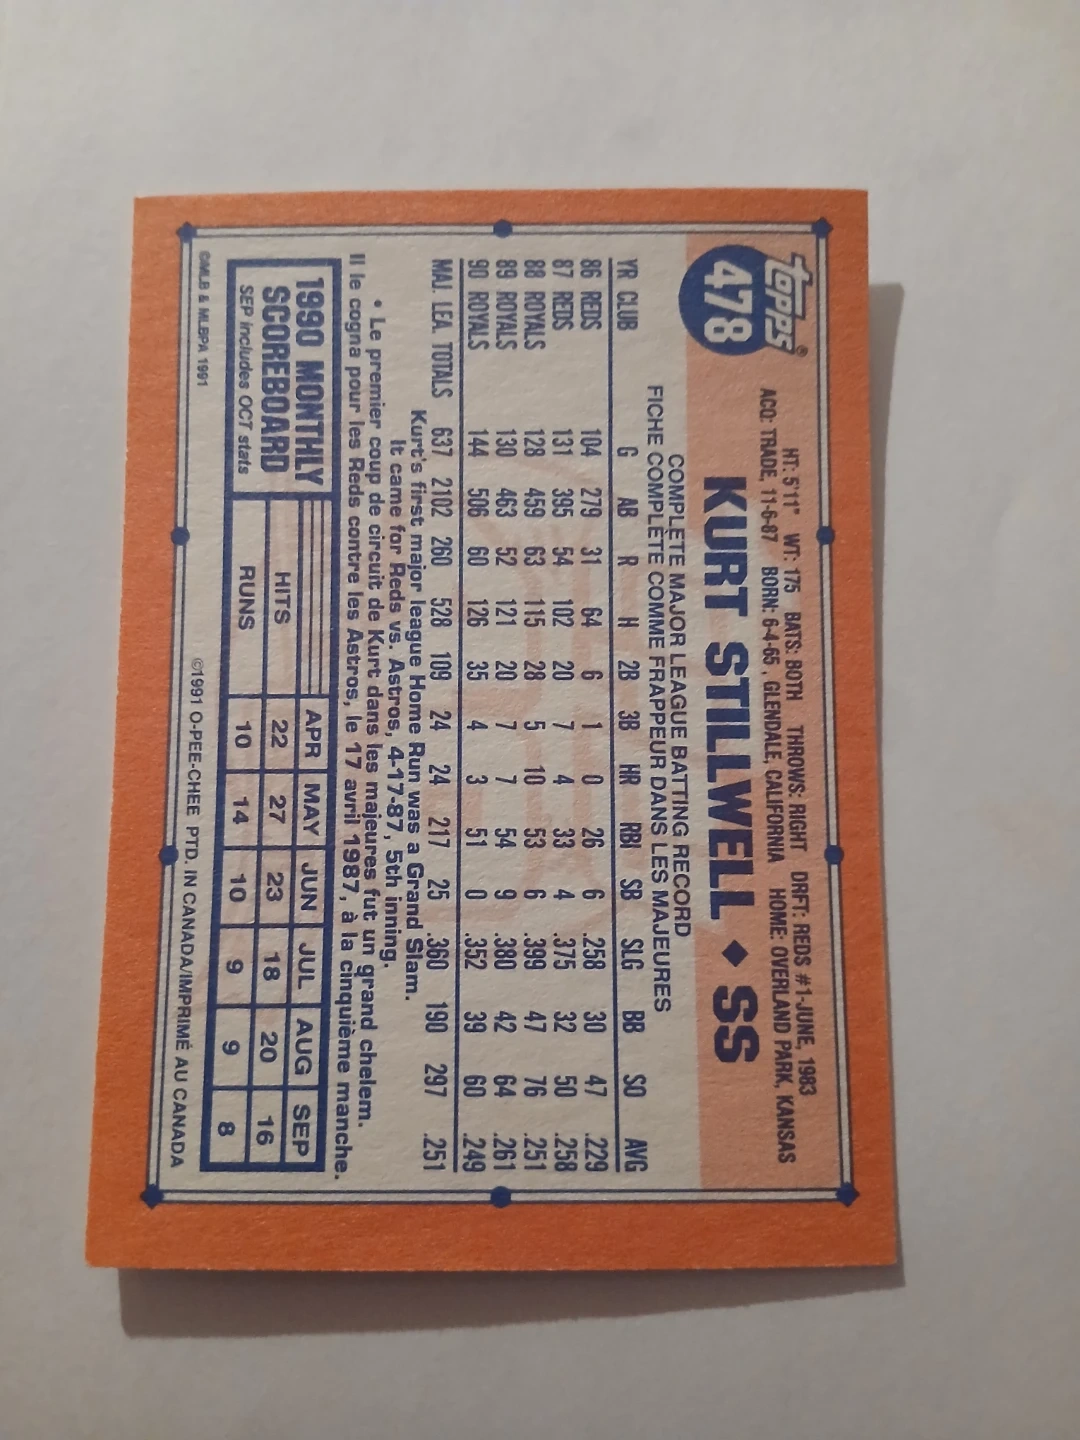 topps®
478
HT: 5'11" WT: 175 BATS: BOTH THROWS: RIGHT DRFT: REDS #1-JUNE, 1983
ACQ: TRADE, 11-6-87 BORN: 6-4-65, GLENDALE, CALIFORNIA HOME: OVERLAND PARK, KANSAS
KURT STILLWELL ◆ SS
COMPLETE MAJOR LEAGUE BATTING RECORD
FICHE COMPLÈTE COMME FRAPPEUR DANS LES MAJEURES
YR CLUB G AB R H 2B 3B HR RBI SB SLG BB SO AVG
86 REDS 104 279 31 64 6 1 0 26 6 .258 30 47 .229
87 REDS 131 395 54 102 20 7 4 33 4 .375 32 50 .258
88 ROYALS 128 459 63 115 28 5 10 53 6 .399 47 76 .251
89 ROYALS 130 463 52 121 20 7 7 54 9 .380 42 64 .261
90 ROYALS 144 506 60 126 35 4 3 51 0 .352 39 60 .249
MAJ. LEA. TOTALS 637 2102 260 528 109 24 24 217 25 .360 190 297 .251
Kurt's first major league Home Run was a Grand Slam.
It came for Reds vs. Astros, 4-17-87, 5th inning.
• Le premier coup de circuit de Kurt dans les majeures fut un grand chelem.
Il le cogna pour les Reds contre les Astros, le 17 avril 1987, à la cinquième manche.
1990 MONTHLY
SCOREBOARD
SEP includes OCT stats
APR MAY JUN JUL AUG SEP
HITS 22 27 23 18 20 16
RUNS 10 14 10 9 9 8
©MLB & MLBPA 1991
©1991 O-PEE-CHEE PTD. IN CANADA/IMPRIMÉ AU CANADA